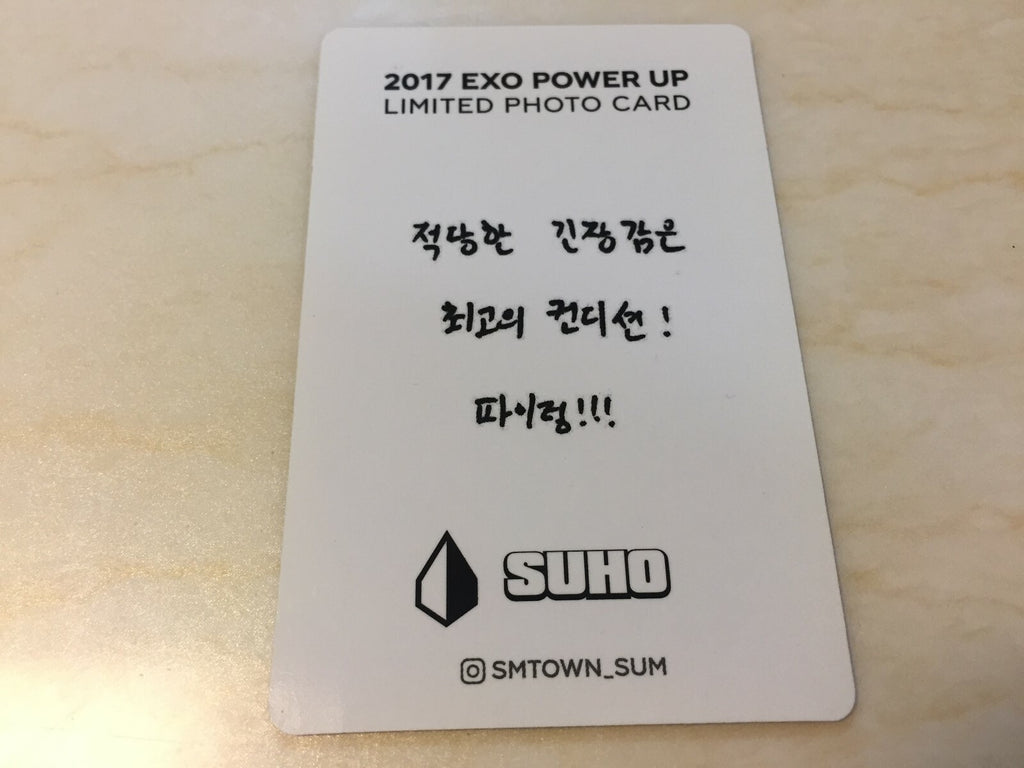 2017 EXO POWER UP
LIMITED PHOTO CARD
적당한 긴장감은
최고의 컨디션!
파이팅!!!
SUHO
SMTOWN_SUM